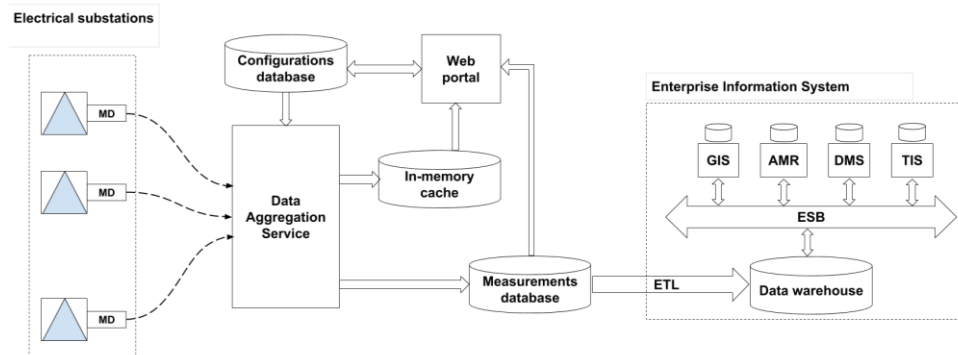 Electrical substations
MD
MD
MD
Configurations
database
Web
portal
Data
Aggregation
Service
In-memory
cache
Measurements
database
ETL
Enterprise Information System
GIS
AMR
DMS
TIS
ESB
Data warehouse